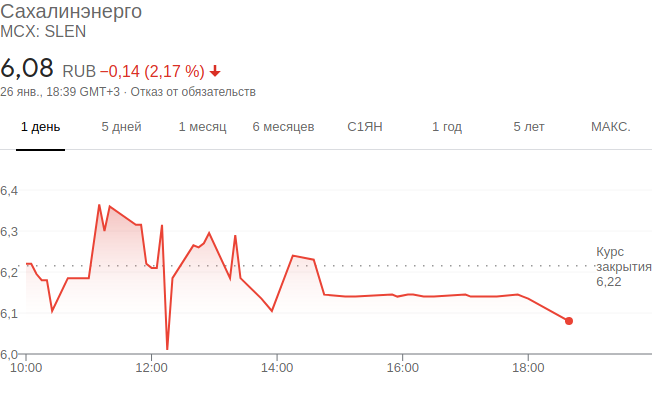 Сахалинэнерго
MCX: SLEN
6,08 RUB −0,14 (2,17 %)
26 янв., 18:39 GMT+3 · Отказ от обязательств
1 день 5 дней 1 месяц 6 месяцев С1ЯН 1 год 5 лет МАКС.
6,4
6,3
Курс
закрытия
6,2
6,22
6,1
6,0
10:00 12:00 14:00 16:00 18:00